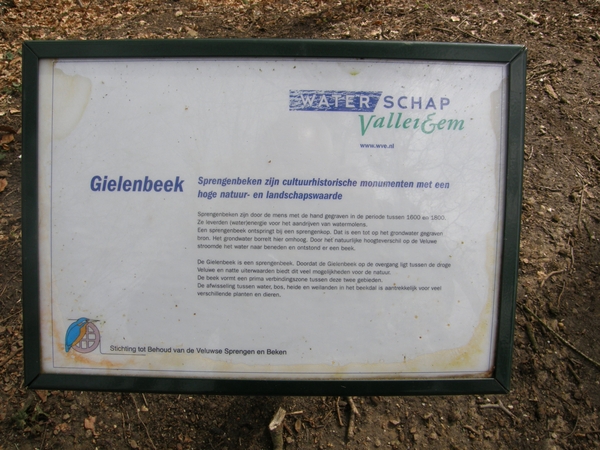 WATERSCHAP
Vallei&eem
www.wve.nl
Gielenbeek
Sprengenbeken zijn cultuurhistorische monumenten met een
hoge natuur- en landschapswaarde
Sprengenbeken zijn door de mens met de hand gegraven in de periode tussen 1600 en 1800.
Ze leverden (water)energie voor het aandrijven van watermolens.
Een sprengenbeek ontspringt bij een sprengenkop. Dat is een tot op het grondwater gegraven
bron. Het grondwater borrelt hier omhoog. Door het natuurlijke hoogteverschil op de Veluwe
stroomde het water naar beneden en ontstond er een beek.
De Gielenbeek is een sprengenbeek. Doordat de Gielenbeek op de overgang ligt tussen de droge
Veluwe en natte uiterwaarden biedt dit veel mogelijkheden voor de natuur.
De beek vormt een prima verbindingszone tussen deze twee gebieden.
De afwisseling tussen water, bos, heide en weilanden in het beekdal is aantrekkelijk voor veel
verschillende planten en dieren.
Stichting tot Behoud van de Veluwse Sprengen en Beken